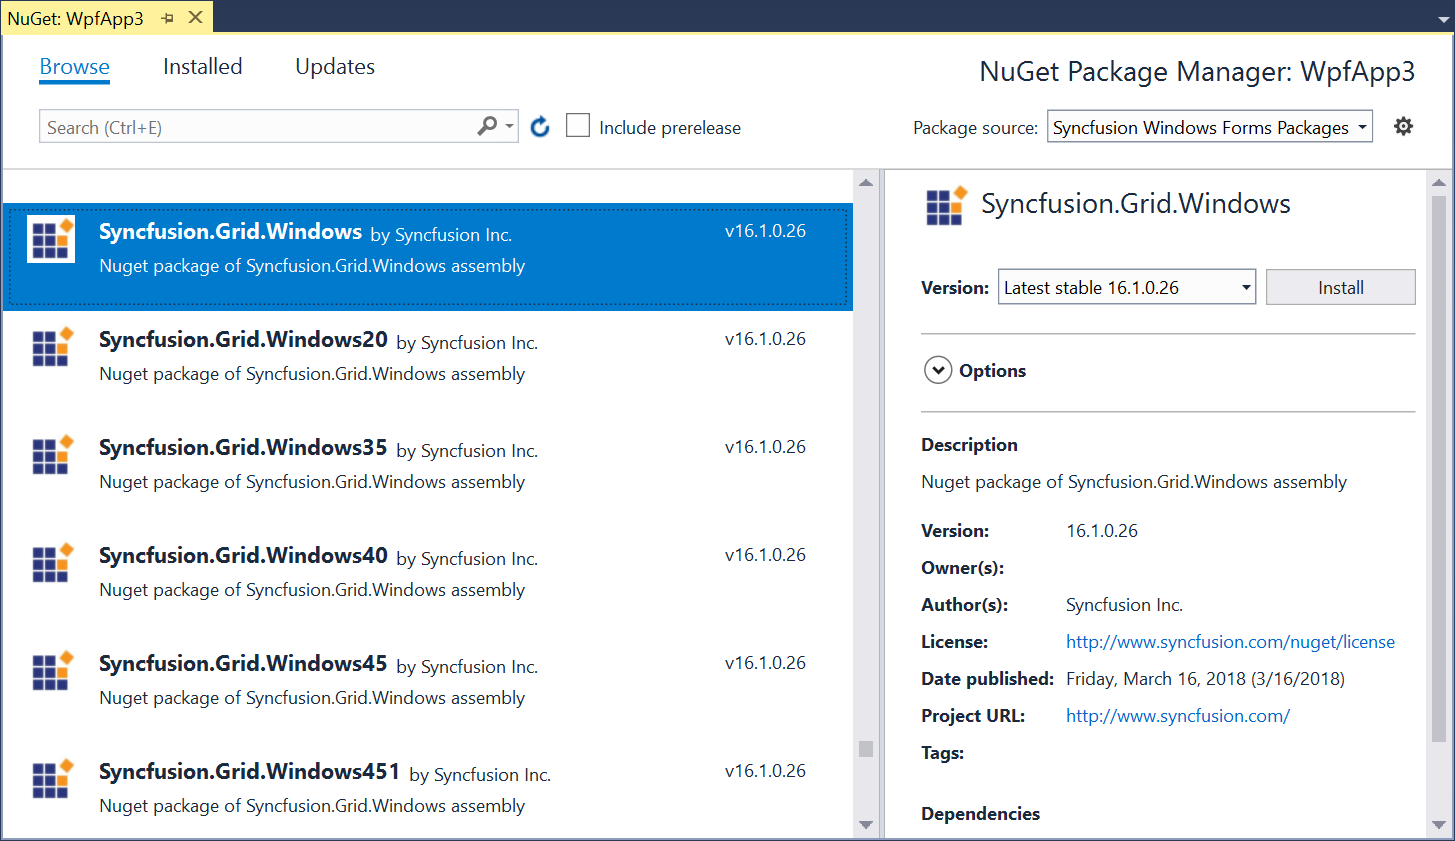 NuGet: WpfApp3
Browse Installed Updates
NuGet Package Manager: WpfApp3
Search (Ctrl+E)
Include prerelease
Package source: Syncfusion Windows Forms Packages
Syncfusion.Grid.Windows by Syncfusion Inc. v16.1.0.26
Nuget package of Syncfusion.Grid.Windows assembly
Syncfusion.Grid.Windows20 by Syncfusion Inc. v16.1.0.26
Nuget package of Syncfusion.Grid.Windows assembly
Syncfusion.Grid.Windows35 by Syncfusion Inc. v16.1.0.26
Nuget package of Syncfusion.Grid.Windows assembly
Syncfusion.Grid.Windows40 by Syncfusion Inc. v16.1.0.26
Nuget package of Syncfusion.Grid.Windows assembly
Syncfusion.Grid.Windows45 by Syncfusion Inc. v16.1.0.26
Nuget package of Syncfusion.Grid.Windows assembly
Syncfusion.Grid.Windows451 by Syncfusion Inc. v16.1.0.26
Nuget package of Syncfusion.Grid.Windows assembly
Syncfusion.Grid.Windows
Version: Latest stable 16.1.0.26 Install
Options
Description
Nuget package of Syncfusion.Grid.Windows assembly
Version: 16.1.0.26
Owner(s):
Author(s): Syncfusion Inc.
License: http://www.syncfusion.com/nuget/license
Date published: Friday, March 16, 2018 (3/16/2018)
Project URL: http://www.syncfusion.com/
Tags:
Dependencies